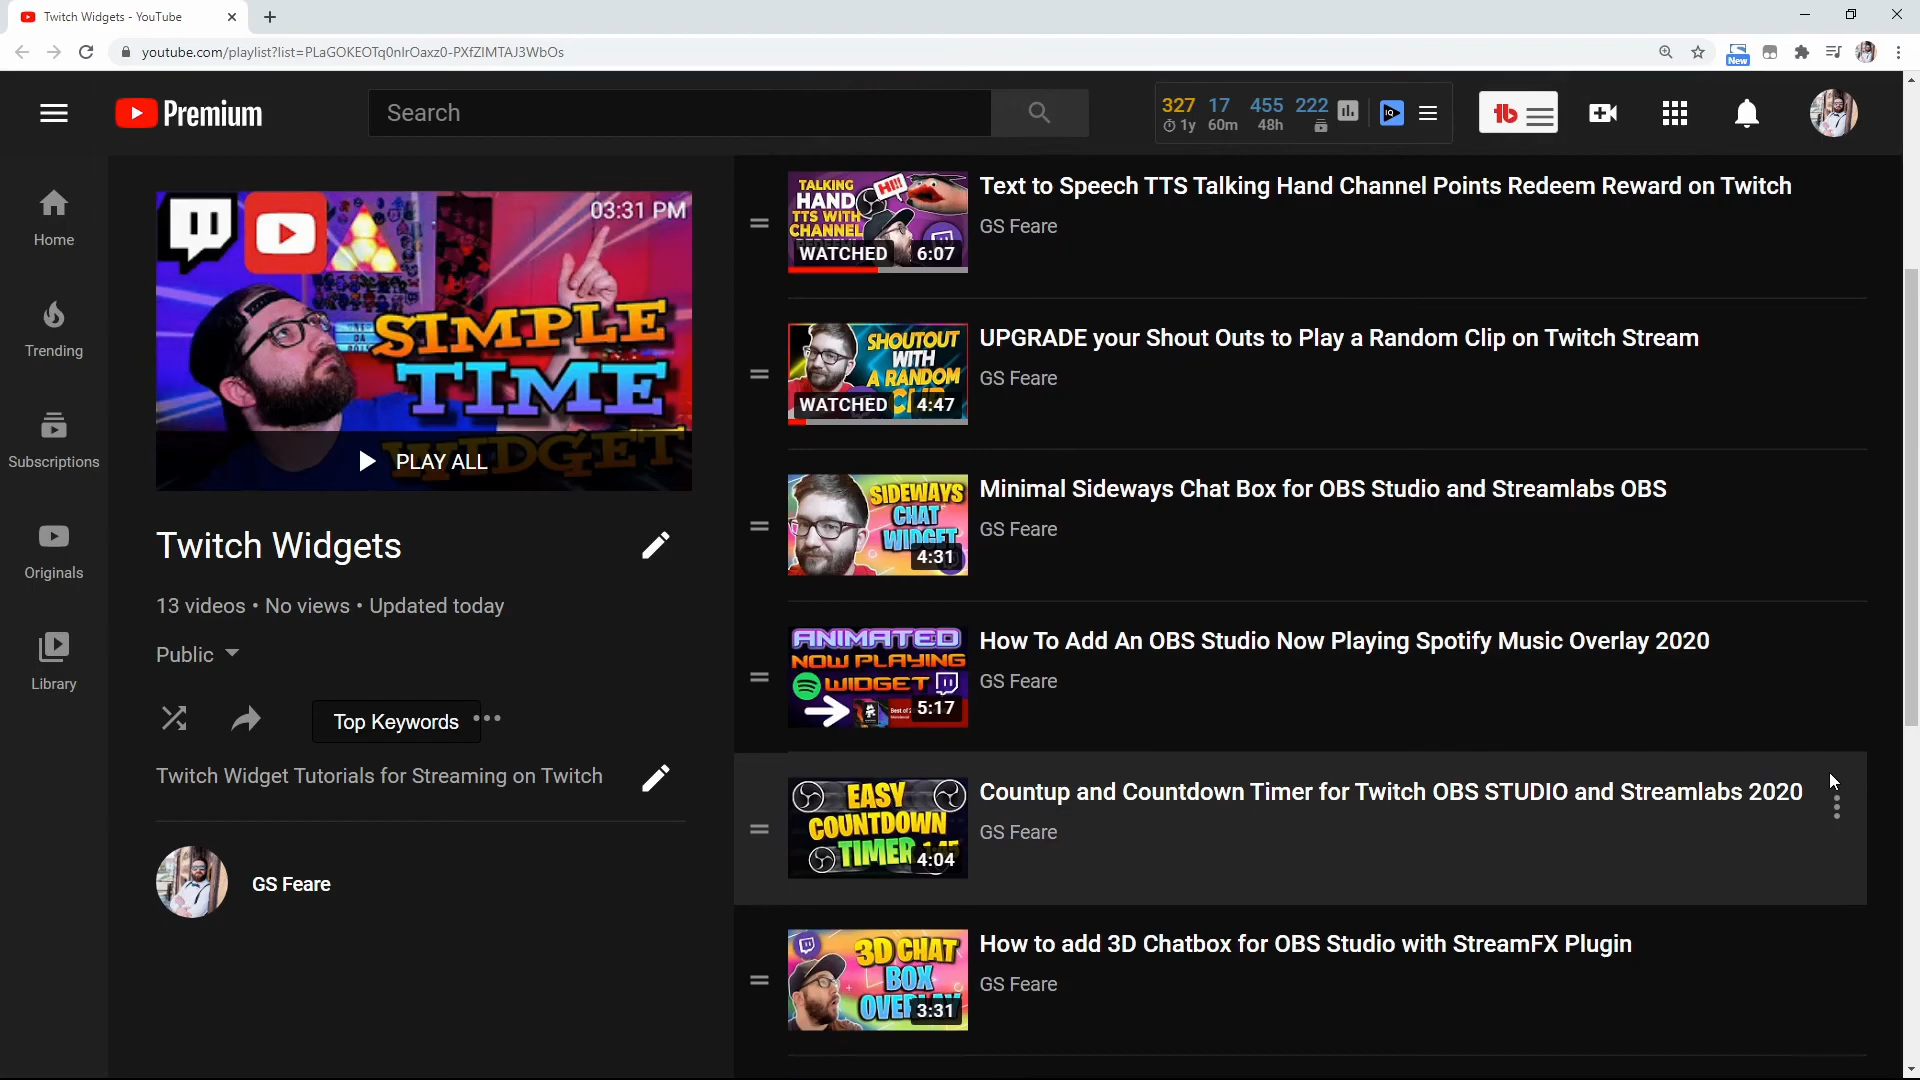 Twitch Widgets - YouTube
youtube.com/playlist?list=PLaGOKEOTq0nIrOaxz0-PXfZIMTAJ3WbOs
New
Premium
Search
327 17 455 222
1y 60m 48h
IQ
tb
Home
Trending
Subscriptions
Originals
Library
03:31 PM
SIMPLE
TIME
WIDGET
PLAY ALL
Twitch Widgets
13 videos • No views • Updated today
Public
Top Keywords
Twitch Widget Tutorials for Streaming on Twitch
GS Feare
TALKING
HAND
TTS WITH
CHANNEL
HI!!
WATCHED 6:07
Text to Speech TTS Talking Hand Channel Points Redeem Reward on Twitch
GS Feare
SHOUTOUT
WITH
A RANDOM
WATCHED 4:47
UPGRADE your Shout Outs to Play a Random Clip on Twitch Stream
GS Feare
SIDEWAYS
CHAT
WIDGET
4:31
Minimal Sideways Chat Box for OBS Studio and Streamlabs OBS
GS Feare
ANIMATED
NOW PLAYING
WIDGET
5:17
How To Add An OBS Studio Now Playing Spotify Music Overlay 2020
GS Feare
EASY
COUNTDOWN
TIMER
4:04
Countup and Countdown Timer for Twitch OBS STUDIO and Streamlabs 2020
GS Feare
3D CHAT
BOX
3:31
How to add 3D Chatbox for OBS Studio with StreamFX Plugin
GS Feare